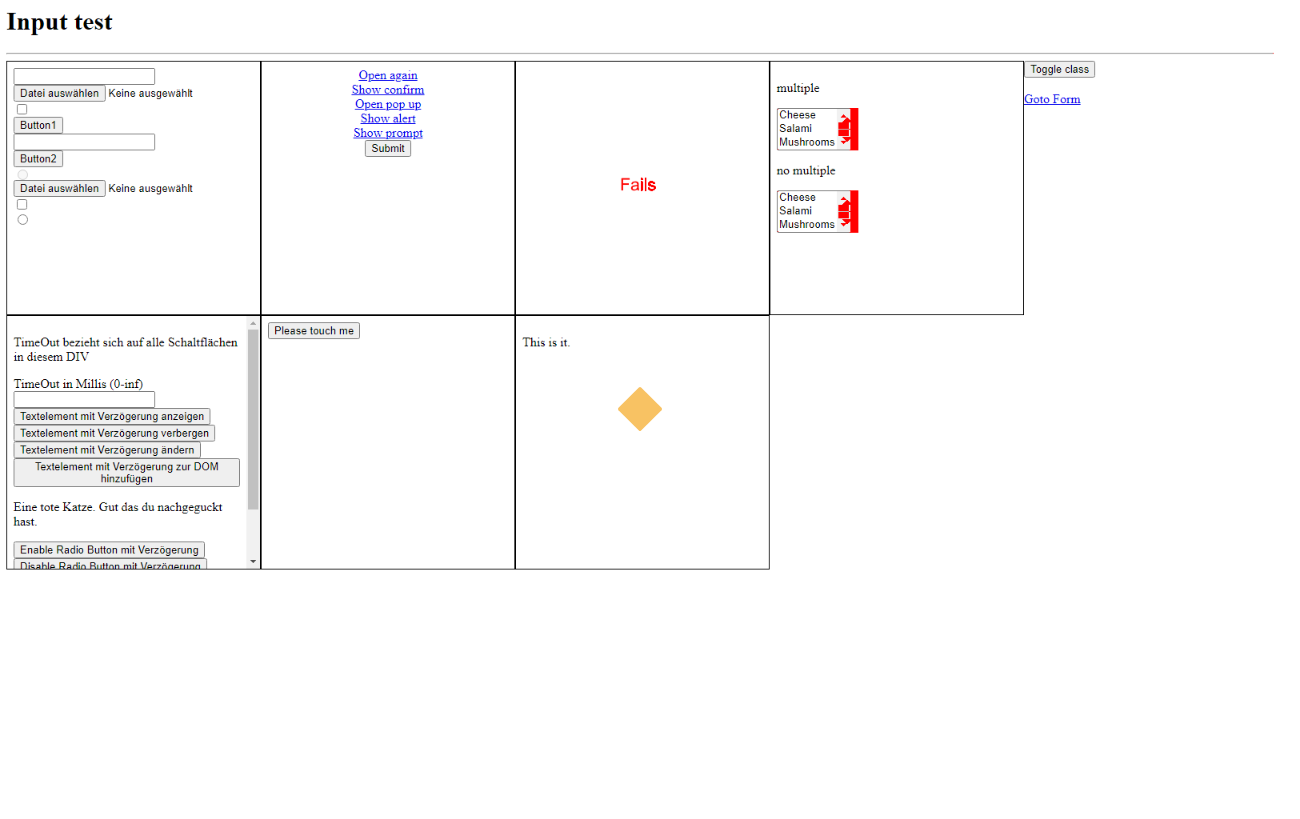 Input test
Datei auswählen Keine ausgewählt
Button1
Button2
Datei auswählen Keine ausgewählt
Open again
Show confirm
Open pop up
Show alert
Show prompt
Submit
Fails
multiple
Cheese
Salami
Mushrooms
no multiple
Cheese
Salami
Mushrooms
Toggle class
Goto Form
TimeOut bezieht sich auf alle Schaltflächen
in diesem DIV
TimeOut in Millis (0-inf)
Textelement mit Verzögerung anzeigen
Textelement mit Verzögerung verbergen
Textelement mit Verzögerung ändern
Textelement mit Verzögerung zur DOM
hinzufügen
Eine tote Katze. Gut das du nachgeguckt
hast.
Enable Radio Button mit Verzögerung
Disable Radio Button mit Verzögerung
Please touch me
This is it.